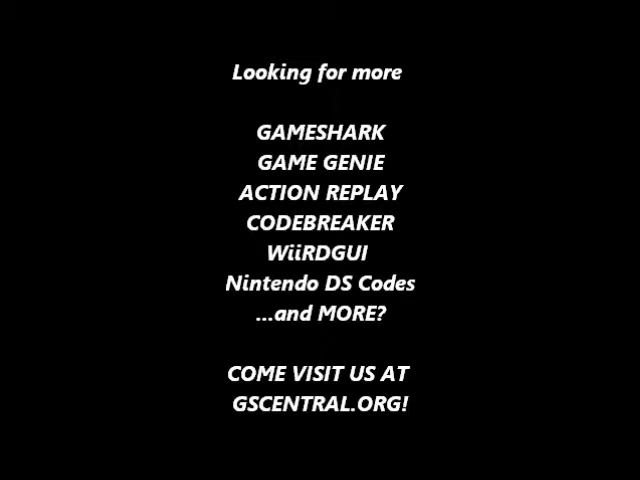 Looking for more
GAMESHARK
GAME GENIE
ACTION REPLAY
CODEBREAKER
WiiRDGUI
Nintendo DS Codes
...and MORE?
COME VISIT US AT
GSCENTRAL.ORG!